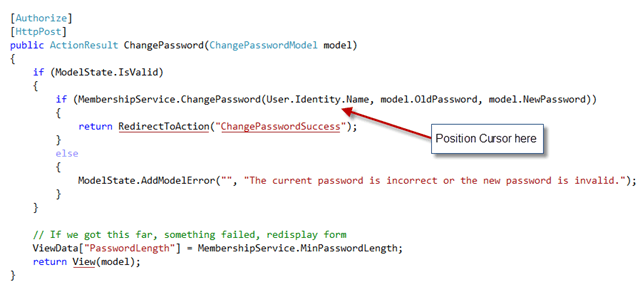 [Authorize]
[HttpPost]
public ActionResult ChangePassword(ChangePasswordModel model)
{
    if (ModelState.IsValid)
    {
        if (MembershipService.ChangePassword(User.Identity.Name, model.OldPassword, model.NewPassword))
        {
            return RedirectToAction("ChangePasswordSuccess");
        }
        else
        {
            ModelState.AddModelError("", "The current password is incorrect or the new password is invalid.");
        }
    }
    // If we got this far, something failed, redisplay form
    ViewData["PasswordLength"] = MembershipService.MinPasswordLength;
    return View(model);
}
Position Cursor here